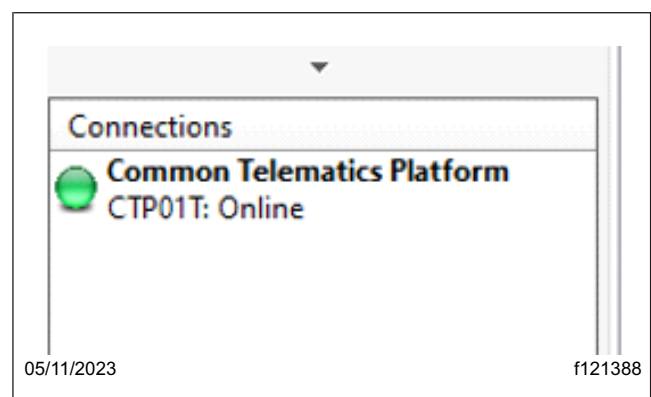 Connections
Common Telematics Platform
CTP01T: Online
05/11/2023
f121388